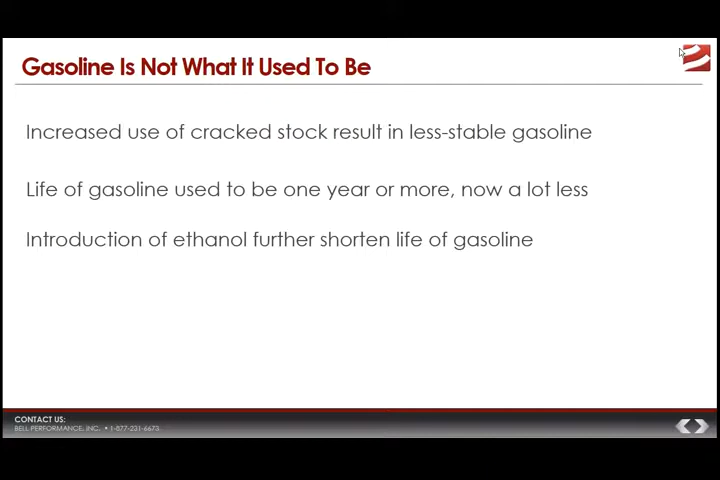 Gasoline Is Not What It Used To Be
Increased use of cracked stock result in less-stable gasoline
Life of gasoline used to be one year or more, now a lot less
Introduction of ethanol further shorten life of gasoline
CONTACT US:
BELL PERFORMANCE, INC. • 1-877-231-6673